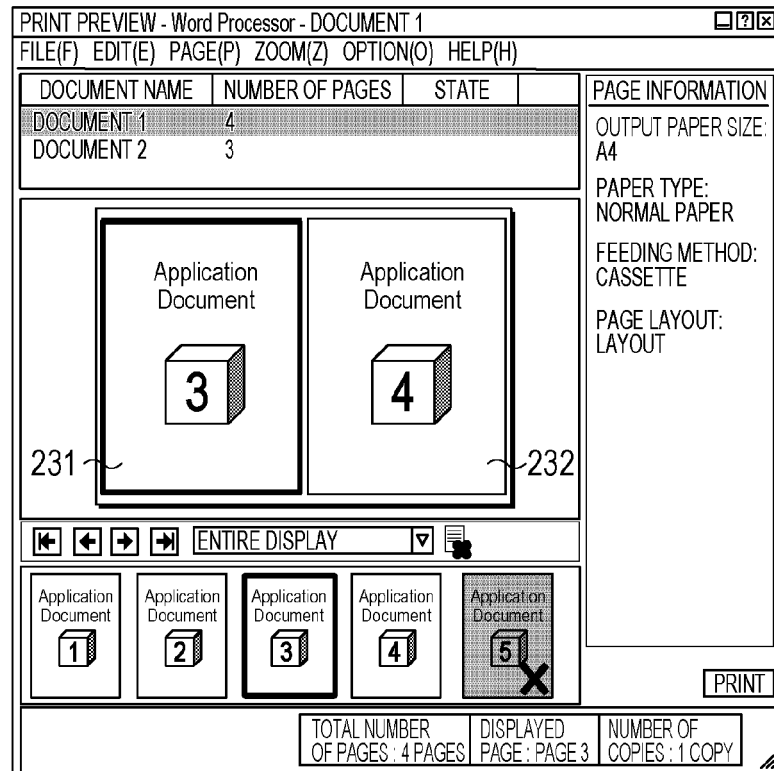 PRINT PREVIEW - Word Processor - DOCUMENT 1
FILE(F) EDIT(E) PAGE(P) ZOOM(Z) OPTION(O) HELP(H)
DOCUMENT NAME NUMBER OF PAGES STATE
DOCUMENT 1 4
DOCUMENT 2 3
PAGE INFORMATION
OUTPUT PAPER SIZE:
A4
PAPER TYPE:
NORMAL PAPER
FEEDING METHOD:
CASSETTE
PAGE LAYOUT:
LAYOUT
Application
Document
3
231
Application
Document
4
232
ENTIRE DISPLAY
Application
Document
1
Application
Document
2
Application
Document
3
Application
Document
4
Application
Document
5
PRINT
TOTAL NUMBER
OF PAGES : 4 PAGES
DISPLAYED
PAGE : PAGE 3
NUMBER OF
COPIES : 1 COPY